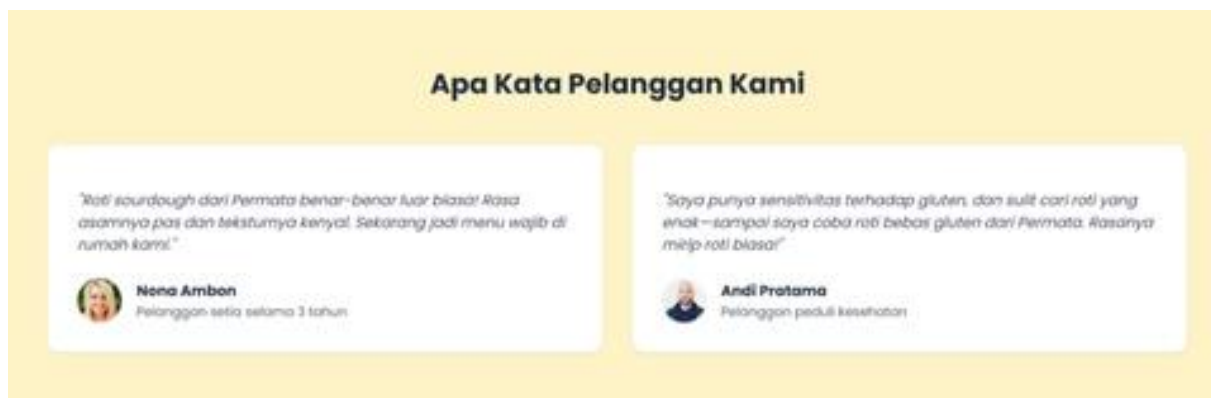 Apa Kata Pelanggan Kami
"Roti sourdough dari Permata benar-benar luar biasa! Rasa
asamnya pas dan teksturnya kenyal. Sekarang jadi menu wajib di
rumah kami."
Nona Ambon
Pelanggan setia selama 3 tahun
"Saya punya sensitivitas terhadap gluten, dan sulit cari roti yang
enak—sampai saya coba roti bebas gluten dari Permata. Rasanya
mirip roti biasa!"
Andi Pratama
Pelanggan peduli kesehatan